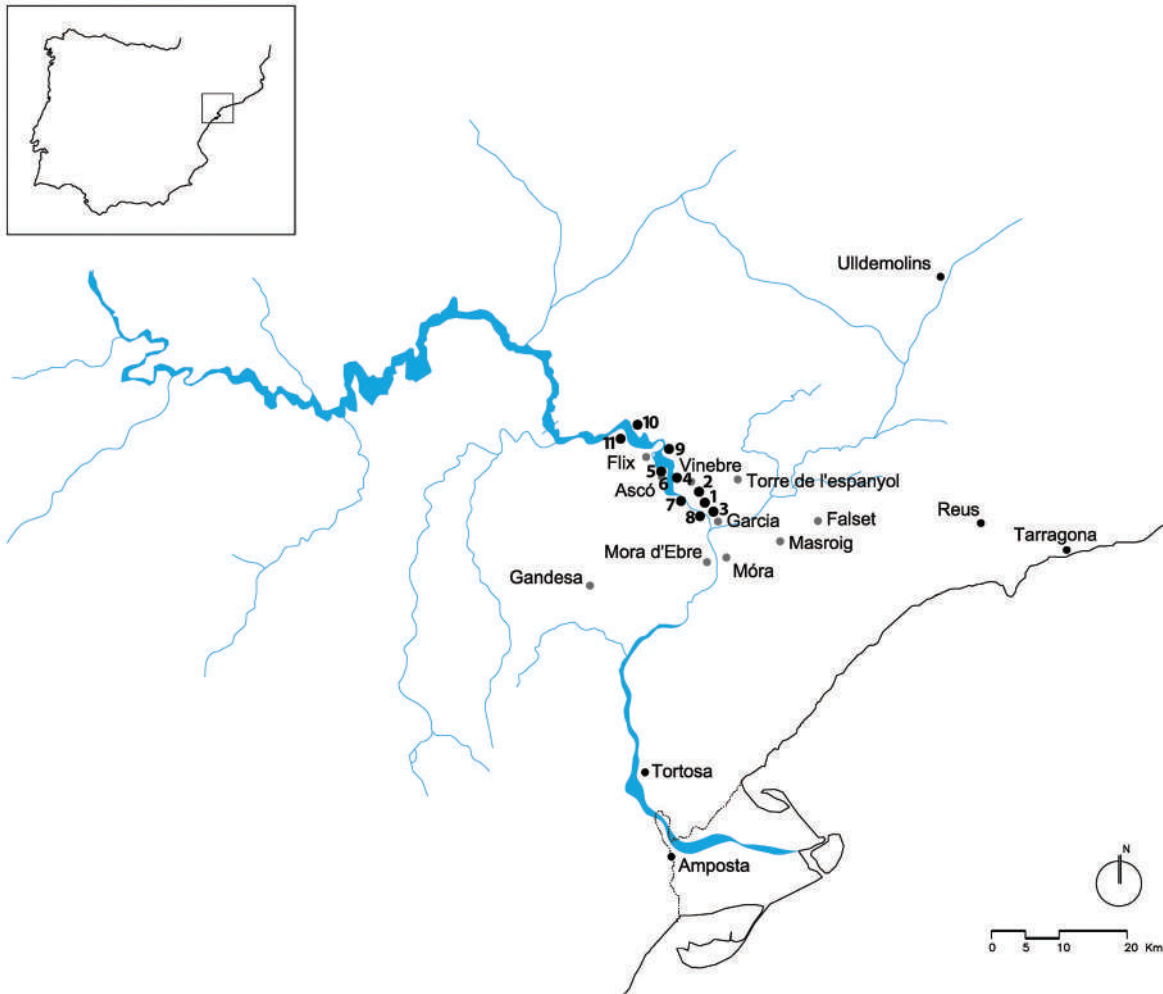 Ulldemolins
10
11
9
Flix
Vinebre
5
4
6
2
Torre de l'espanyol
Ascó
7
1
3
8
Garcia
Falset
Reus
Masroig
Tarragona
Mora d'Ebre
Móra
Gandesa
Tortosa
Amposta
N
0 5 10 20 Km